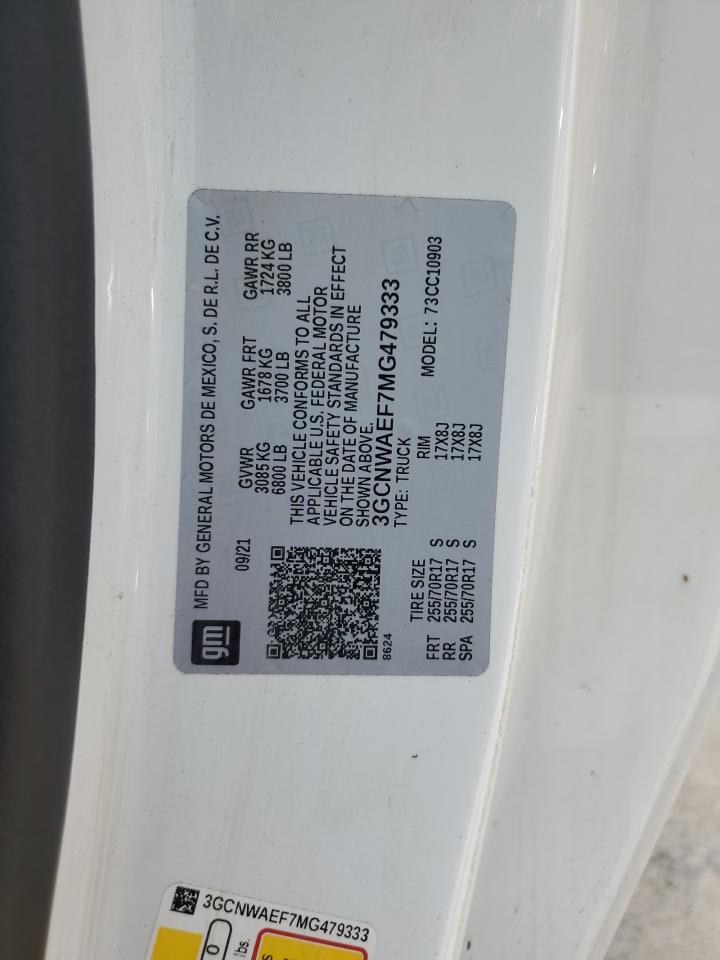 gm
MFD BY GENERAL MOTORS DE MEXICO, S. DE R.L. DE C.V.
09/21
GVWR GAWR FRT GAWR RR
3085 KG 1678 KG 1724 KG
6800 LB 3700 LB 3800 LB
THIS VEHICLE CONFORMS TO ALL
APPLICABLE U.S. FEDERAL MOTOR
VEHICLE SAFETY STANDARDS IN EFFECT
ON THE DATE OF MANUFACTURE
SHOWN ABOVE.
3GCNWAEF7MG479333
TYPE: TRUCK MODEL: 73CC10903
8624
TIRE SIZE RIM
FRT 255/70R17 S 17X8J
RR 255/70R17 S 17X8J
SPA 255/70R17 S 17X8J
3GCNWAEF7MG479333
0
lbs.